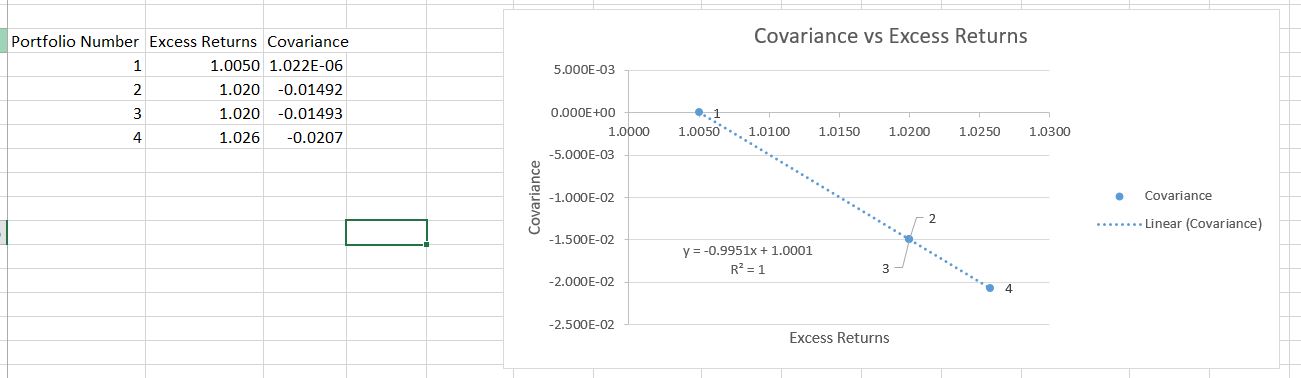 Portfolio Number Excess Returns Covariance
1 1.0050 1.022E-06
2 1.020 -0.01492
3 1.020 -0.01493
4 1.026 -0.0207
Covariance vs Excess Returns
5.000E-03
0.000E+00
-5.000E-03
-1.000E-02
-1.500E-02
-2.000E-02
-2.500E-02
Covariance
1.0000 1.0050 1.0100 1.0150 1.0200 1.0250 1.0300
1
2
3
4
y = -0.9951x + 1.0001
R² = 1
Excess Returns
Covariance
Linear (Covariance)